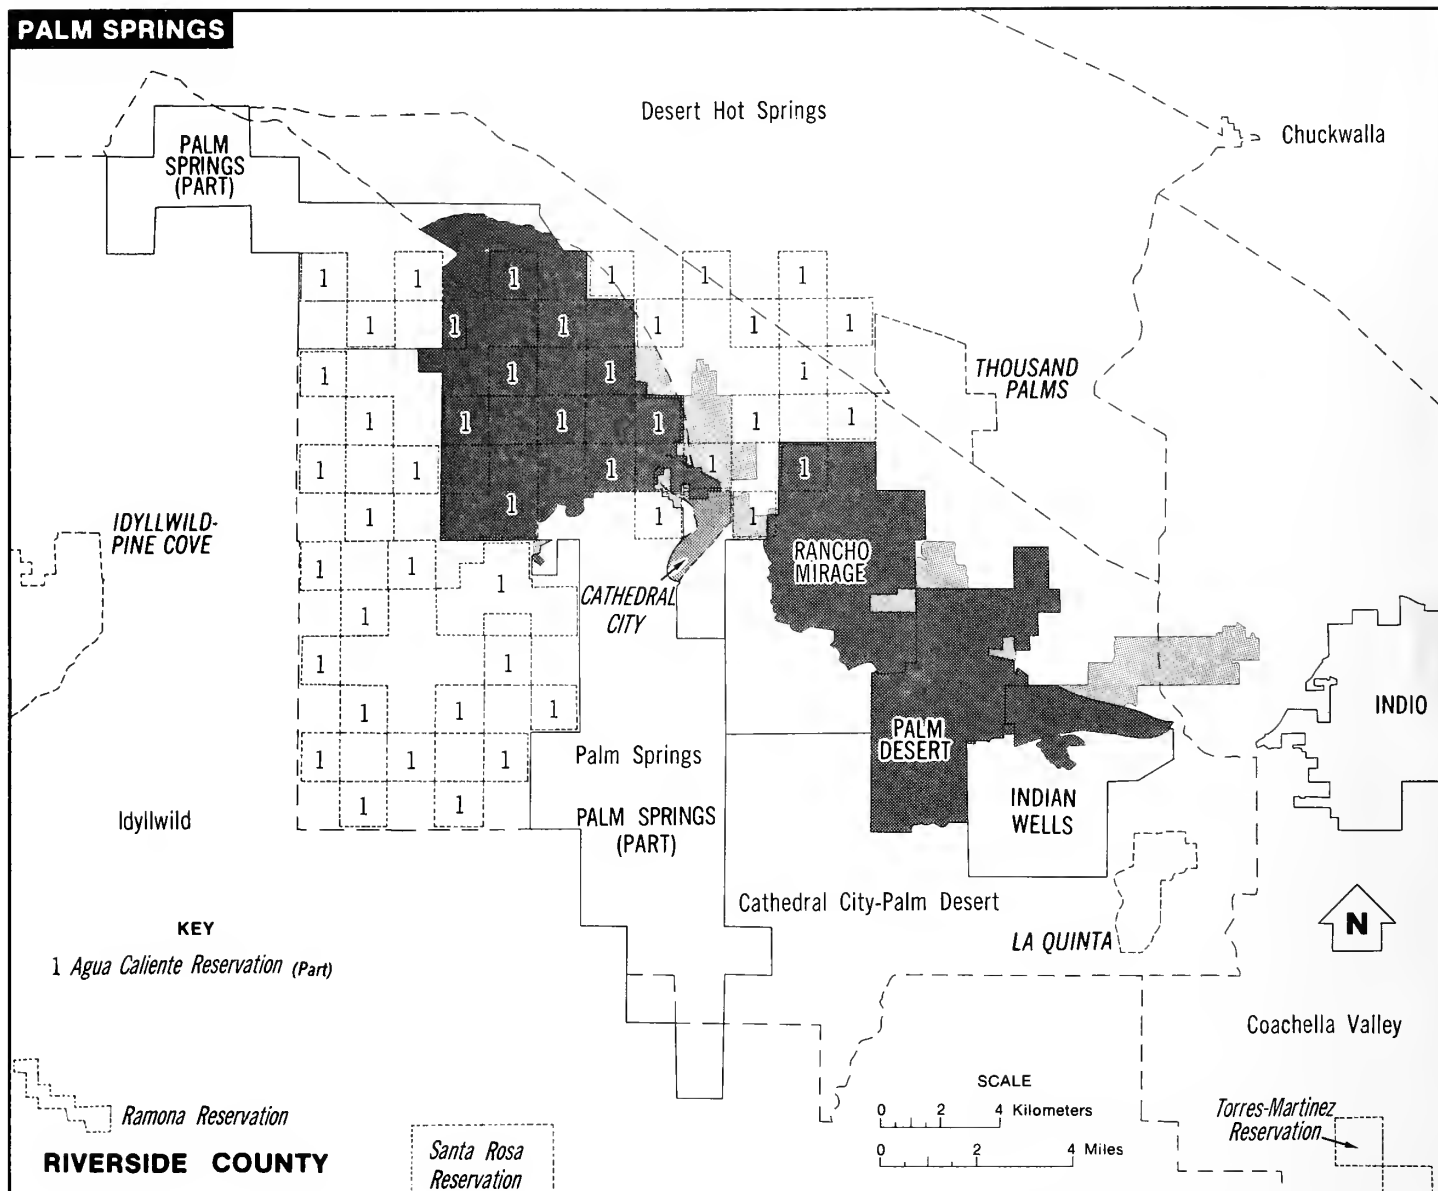 PALM SPRINGS
Desert Hot Springs
Chuckwalla
PALM
SPRINGS
(PART)
1 1 1 1 1 1
1 1 1 1 1 1
THOUSAND
PALMS
1 1 1 1
1 1 1 1 1 1
1 1 1 1 1
1 1 1 1
IDYLLWILD-
PINE COVE
RANCHO
MIRAGE
1 1 1
CATHEDRAL
CITY
1
1 1
1 1 1
INDIO
PALM
DESERT
1 1 1
Palm Springs
1 1
INDIAN
WELLS
Idyllwild
PALM SPRINGS
(PART)
Cathedral City-Palm Desert
LA QUINTA
N
KEY
1 Agua Caliente Reservation (Part)
Coachella Valley
SCALE
0 2 4 Kilometers
0 2 4 Miles
Ramona Reservation
Torres-Martinez
Reservation
RIVERSIDE COUNTY
Santa Rosa
Reservation